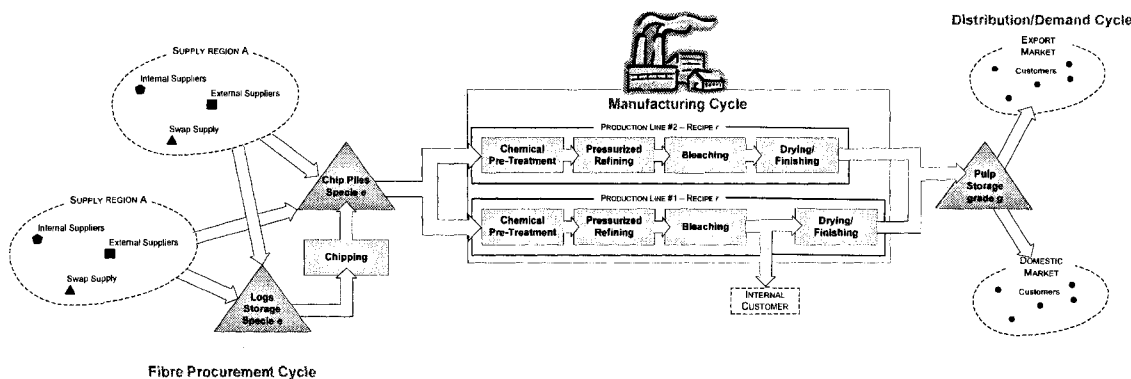 Distribution/Demand Cycle
EXPORT
MARKET
Customers
SUPPLY REGION A
Internal Suppliers
External Suppliers
Swap Supply
Manufacturing Cycle
PRODUCTION LINE #2 – RECIPE r
Chemical
Pre-Treatment
Pressurized
Refining
Bleaching
Drying/
Finishing
Chip Piles
Specie e
Pulp
Storage
grade g
SUPPLY REGION A
Internal Suppliers
External Suppliers
Swap Supply
PRODUCTION LINE #1 – RECIPE r
Chemical
Pre-Treatment
Pressurized
Refining
Bleaching
Drying/
Finishing
Chipping
Logs
Storage
Specie e
INTERNAL
CUSTOMER
DOMESTIC
MARKET
Customers
Fibre Procurement Cycle